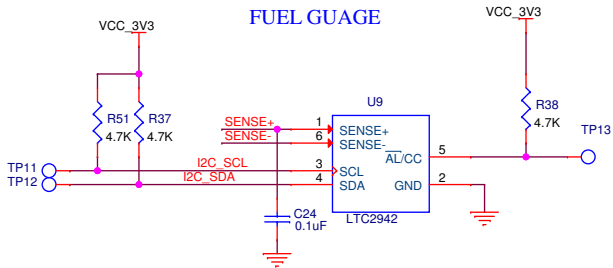 FUEL GUAGE
VCC_3V3
VCC_3V3
R51
4.7K
R37
4.7K
R38
4.7K
U9
SENSE+
SENSE-
1
6
SENSE+
SENSE-
TP11
TP12
I2C_SCL
I2C_SDA
3
4
SCL
SDA
AL/CC
5
GND
2
TP13
C24
0.1uF
LTC2942